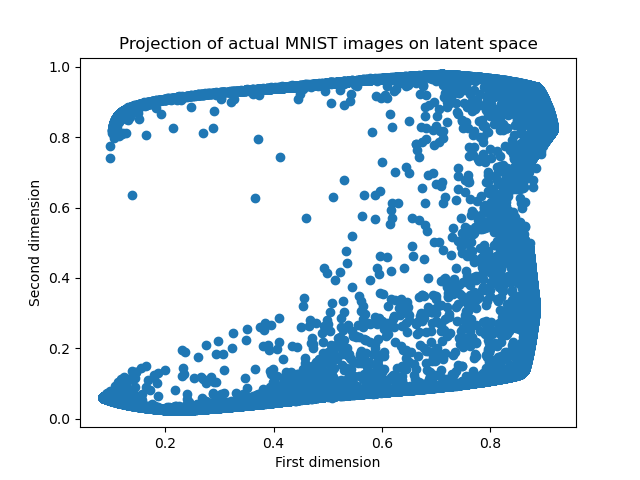 Projection of actual MNIST images on latent space
1.0
0.8
0.6
0.4
0.2
0.0
Second dimension
0.2 0.4 0.6 0.8
First dimension